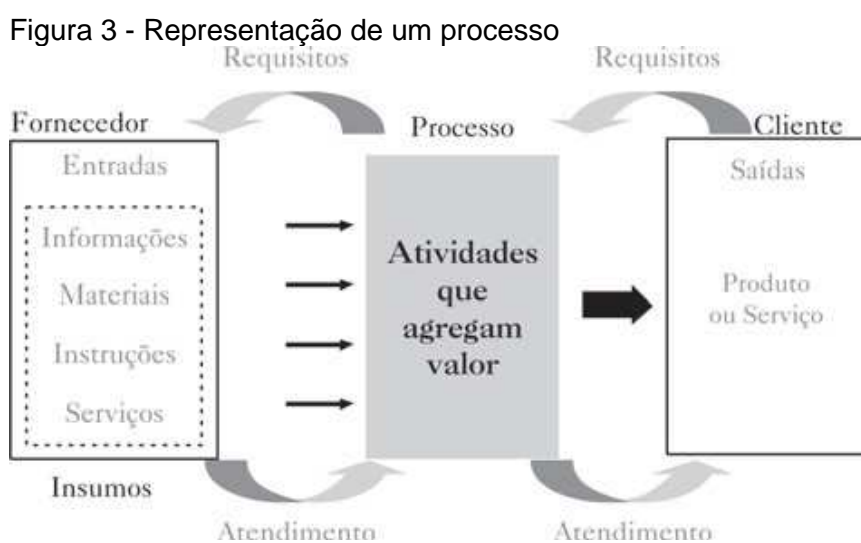 Figura 3 - Representação de um processo
Requisitos
Requisitos
Fornecedor
Processo
Cliente
Entradas
Informações
Materiais
Instruções
Serviços
Insumos
Atividades
que
agregam
valor
Saídas
Produto
ou Serviço
Atendimento
Atendimento